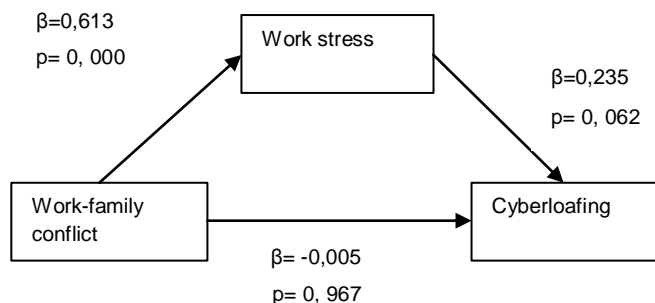 β=0,613
p= 0, 000
Work stress
β=0,235
p= 0, 062
Work-family
conflict
Cyberloafing
β= -0,005
p= 0, 967